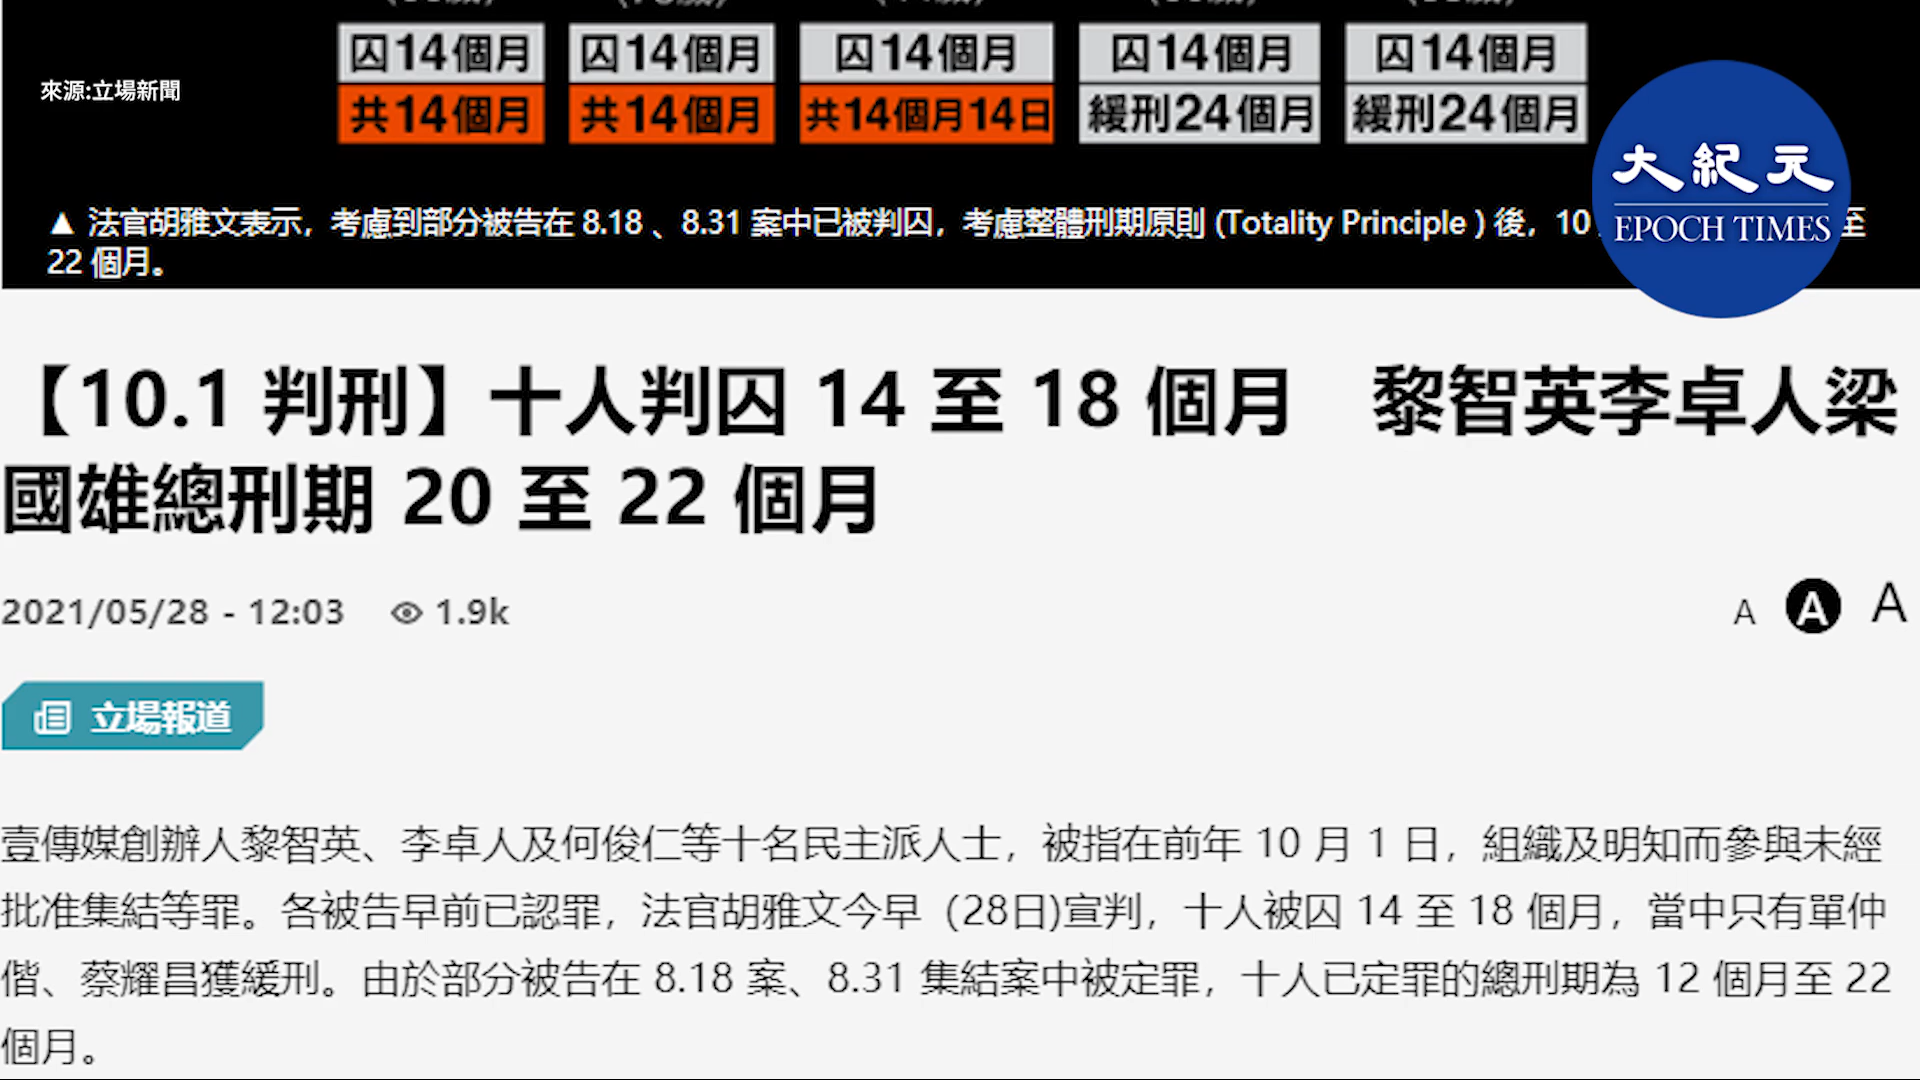 囚14個月 囚14個月 囚14個月 囚14個月 囚14個月
來源:立場新聞
共14個月 共14個月 共14個月14日 緩刑24個月 緩刑24個月
大紀元
EPOCH TIMES
▲ 法官胡雅文表示，考慮到部分被告在 8.18 、8.31 案中已被判囚，考慮整體刑期原則 (Totality Principle ) 後，10 至
22 個月。
【10.1 判刑】十人判囚 14 至 18 個月　黎智英李卓人梁
國雄總刑期 20 至 22 個月
2021/05/28 - 12:03 1.9k A A A
立場報道
壹傳媒創辦人黎智英、李卓人及何俊仁等十名民主派人士，被指在前年 10 月 1 日，組織及明知而參與未經
批准集結等罪。各被告早前已認罪，法官胡雅文今早（28日)宣判，十人被囚 14 至 18 個月，當中只有單仲
偕、蔡耀昌獲緩刑。由於部分被告在 8.18 案、8.31 集結案中被定罪，十人已定罪的總刑期為 12 個月至 22
個月。